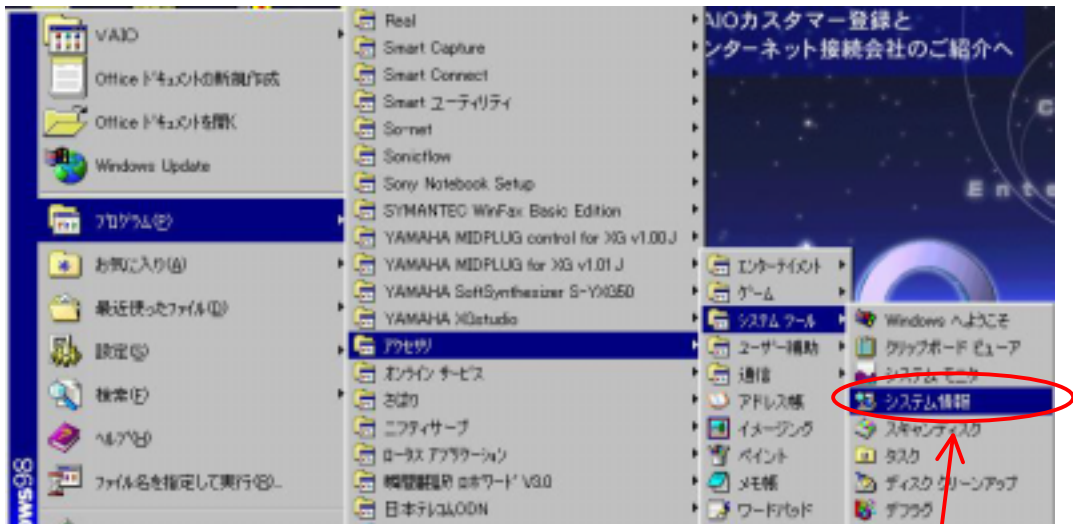 VAIO
Office ドキュメントの新規作成
Office ドキュメントを開く
Windows Update
プログラム(P)
お気に入り(A)
最近使ったファイル(D)
設定(S)
検索(F)
ヘルプ(H)
ファイル名を指定して実行(R)...
ows98
Real
Smart Capture
Smart Connect
Smart ユーティリティ
So-net
Sonicflow
Sony Notebook Setup
SYMANTEC WinFax Basic Edition
YAMAHA MIDPLUG control for XG v1.00J
YAMAHA MIDPLUG for XG v1.01J
YAMAHA SoftSynthesizer S-YXG50
YAMAHA XGstudio
アクセサリ
オンライン サービス
さぱり
ニフティサーブ
ロータス アプリケーション
ロボワード V3.0
日本テレコムODN
エンターテイメント
ゲーム
システム ツール
ユーザー補助
通信
アドレス帳
イメージング
ペイント
メモ帳
ワードパッド
Windows へようこそ
クリップボード ビューア
システム モニタ
システム情報
スキャンディスク
タスク
ディスク クリーンアップ
デフラグ
AIOカスタマー登録と
ンターネット接続会社のご紹介へ
C
Ente